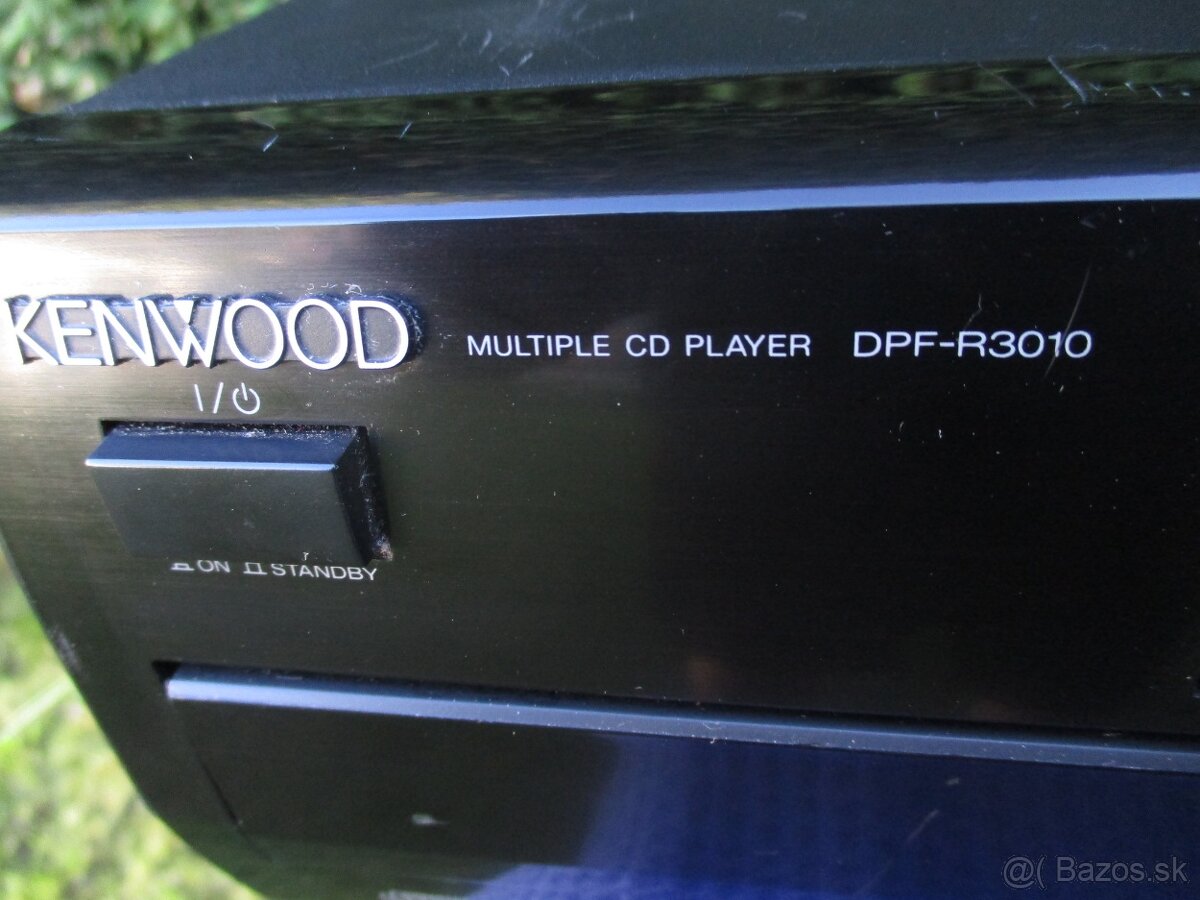 KENWOOD MULTIPLE CD PLAYER DPF-R3010
I/⏻
ON STANDBY
@( Bazos.sk